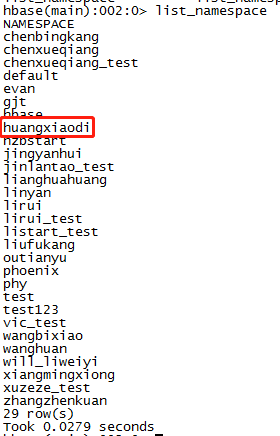 hbase(main):002:0> list_namespace
NAMESPACE
chenbingkang
chenxueqiang
chenxueqiang_test
default
evan
gjt
hbase
huangxiaodi
hzbstart
jingyanhui
jinlantao_test
lianghuahuang
linyan
lirui
lirui_test
listart_test
liufukang
outianyu
phoenix
phy
test
test123
vic_test
wangbixiao
wanghuan
will_liweiyi
xiangmingxiong
xuzeze_test
zhangzhenkuan
29 row(s)
Took 0.0279 seconds